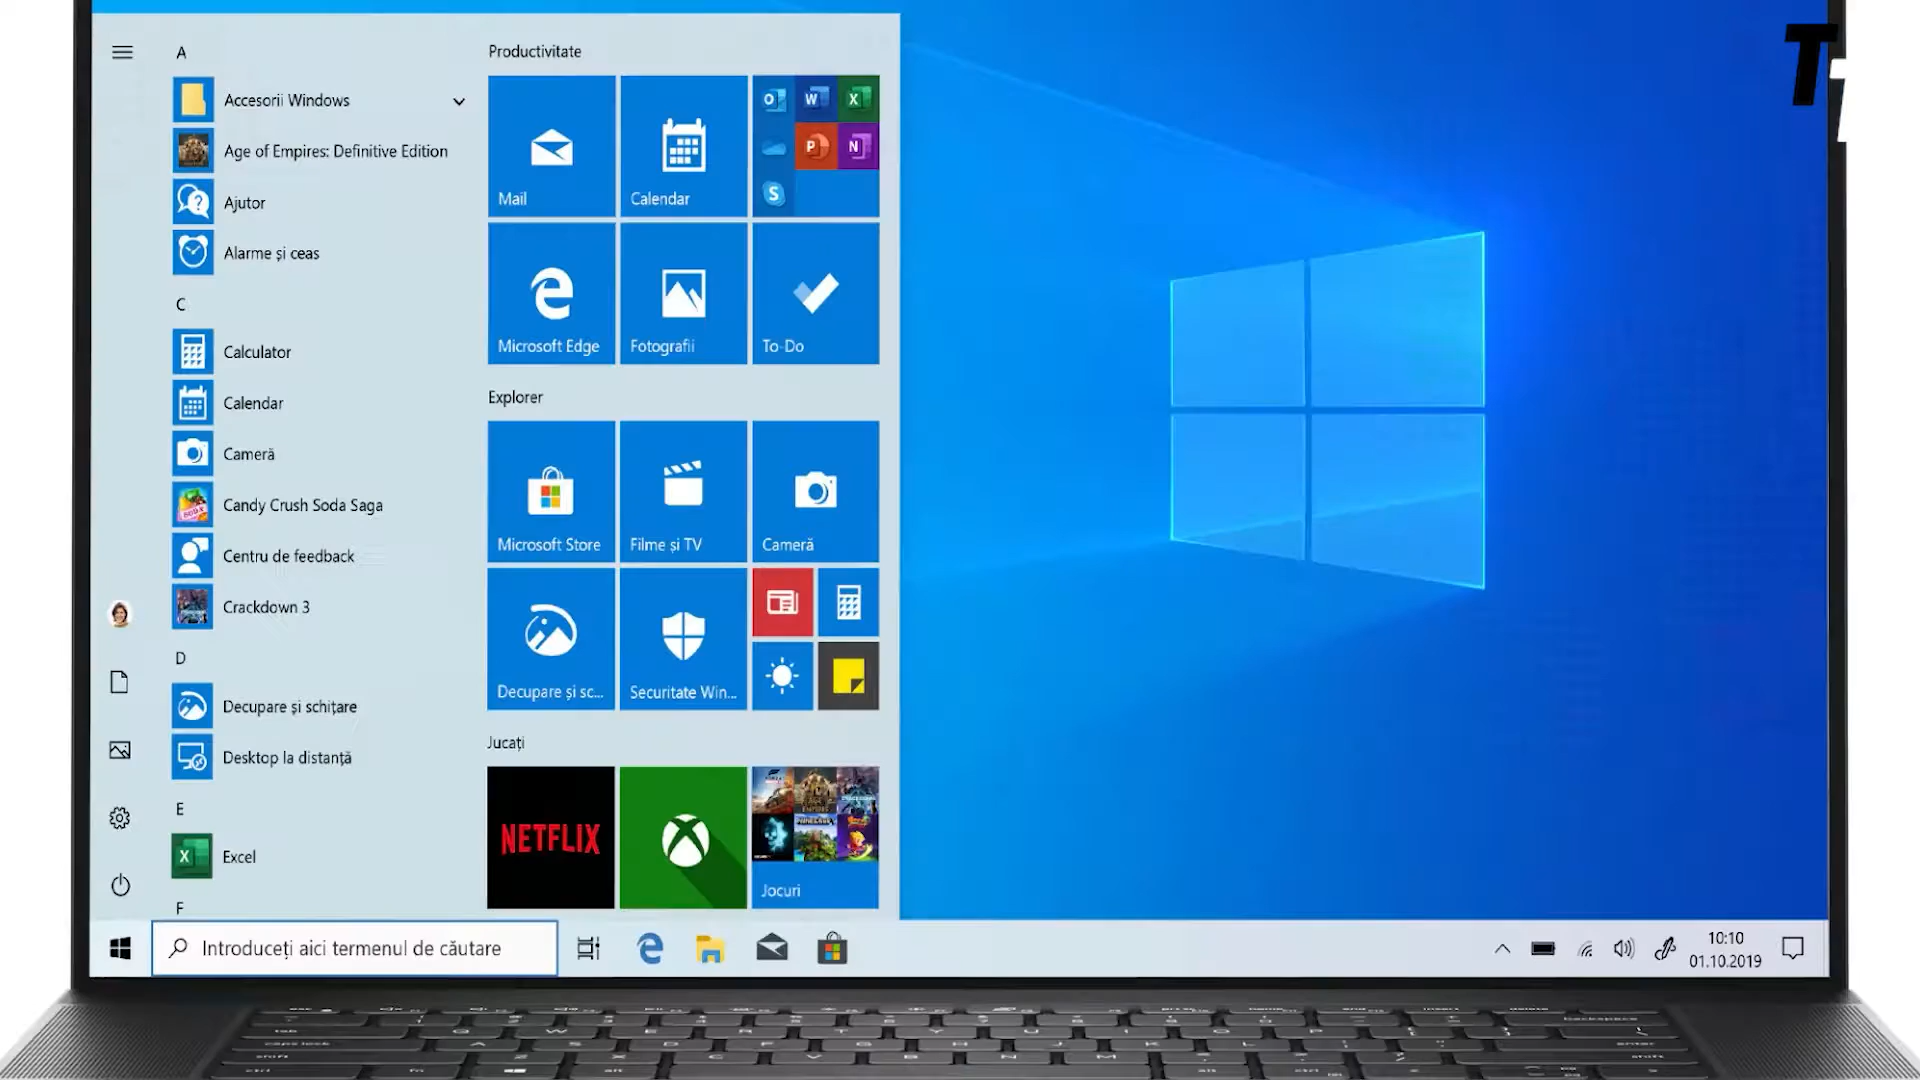 A
Accesorii Windows
Age of Empires: Definitive Edition
Ajutor
Alarme și ceas
C
Calculator
Calendar
Cameră
Candy Crush Soda Saga
Centru de feedback
Crackdown 3
D
Decupare și schițare
Desktop la distanță
E
Excel
F
Productivitate
Mail
Calendar
Microsoft Edge
Fotografii
To-Do
Explorer
Microsoft Store
Filme și TV
Cameră
Decupare și sc...
Securitate Win...
Jucați
NETFLIX
Jocuri
Introduceți aici termenul de căutare
10:10
01.10.2019